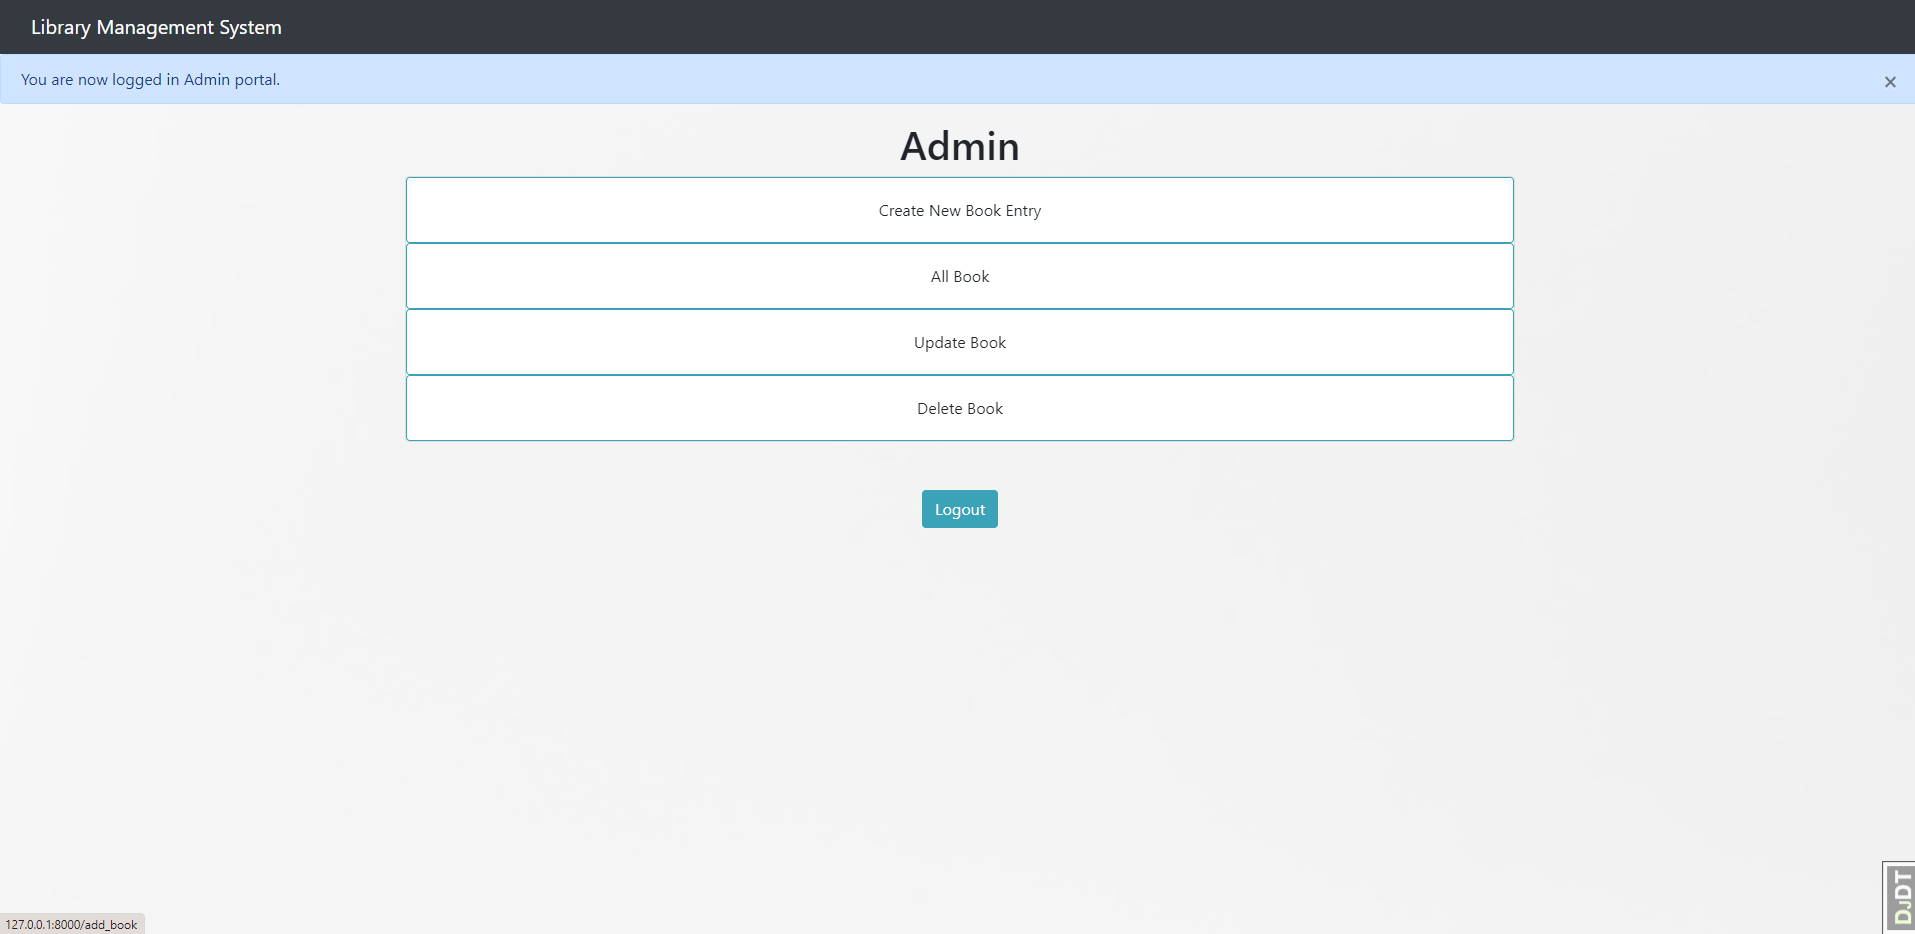 Library Management System
You are now logged in Admin portal.
×
Admin
Create New Book Entry
All Book
Update Book
Delete Book
Logout
DJDT
127.0.0.1:8000/add_book